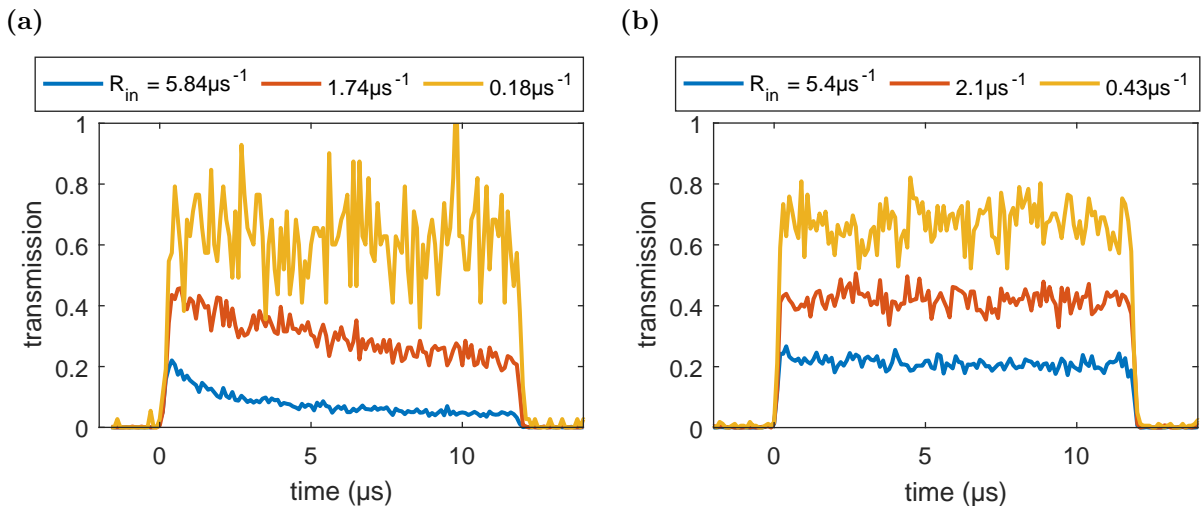 (a)
R_in = 5.84µs⁻¹ 1.74µs⁻¹ 0.18µs⁻¹
1
0.8
0.6
0.4
0.2
0
transmission
0 5 10
time (µs)
(b)
R_in = 5.4µs⁻¹ 2.1µs⁻¹ 0.43µs⁻¹
1
0.8
0.6
0.4
0.2
0
transmission
0 5 10
time (µs)